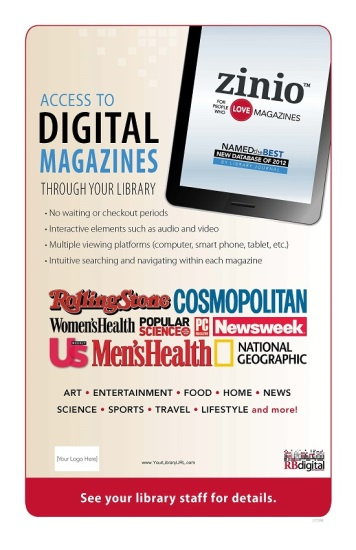 zinio™
FOR PEOPLE WHO LOVE MAGAZINES
NAMED the BEST
NEW DATABASE OF 2012
ACCESS TO
DIGITAL
MAGAZINES
THROUGH YOUR LIBRARY
• No waiting or checkout periods
• Interactive elements such as audio and video
• Multiple viewing platforms (computer, smart phone, tablet, etc.)
• Intuitive searching and navigating within each magazine
Rolling Stone COSMOPOLITAN
Women'sHealth POPULAR SCIENCE PC Newsweek
Us WEEKLY Men'sHealth NATIONAL GEOGRAPHIC
ART • ENTERTAINMENT • FOOD • HOME • NEWS
SCIENCE • SPORTS • TRAVEL • LIFESTYLE and more!
[Your Logo Here]
www.YourLibraryURL.com
RBdigital
See your library staff for details.